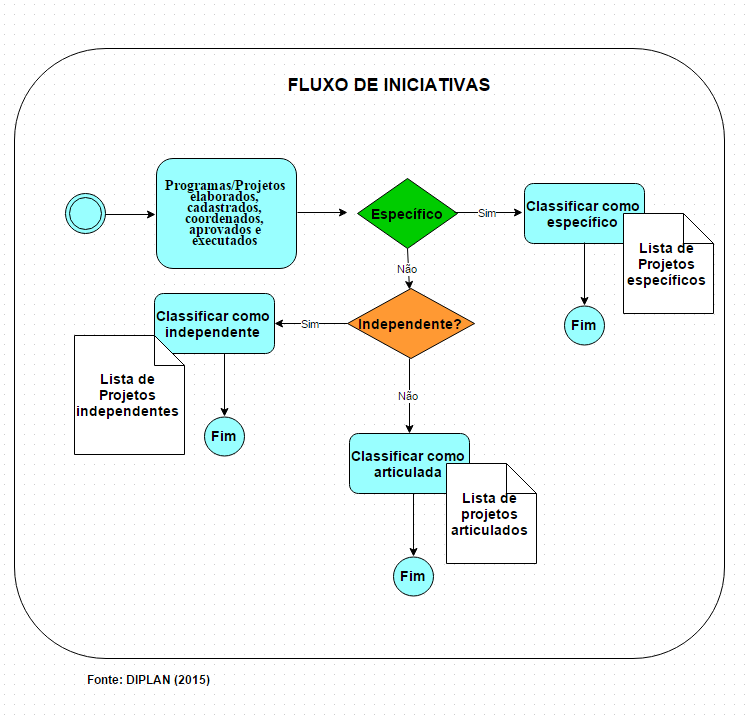 FLUXO DE INICIATIVAS
Programas/Projetos
elaborados,
cadastrados,
coordenados,
aprovados e
executados
Específico
Sim
Classificar como
específico
Lista de
Projetos
específicos
Fim
Não
Independente?
Sim
Classificar como
independente
Lista de
Projetos
independentes
Fim
Não
Classificar como
articulada
Lista de
projetos
articulados
Fim
Fonte: DIPLAN (2015)